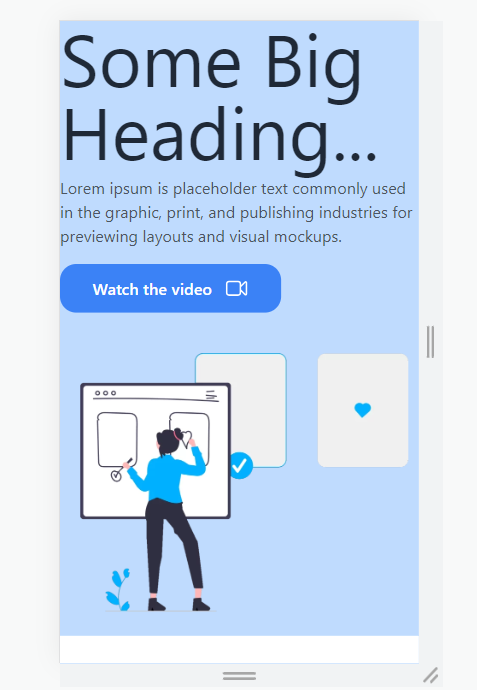 Some Big
Heading...
Lorem ipsum is placeholder text commonly used
in the graphic, print, and publishing industries for
previewing layouts and visual mockups.
Watch the video